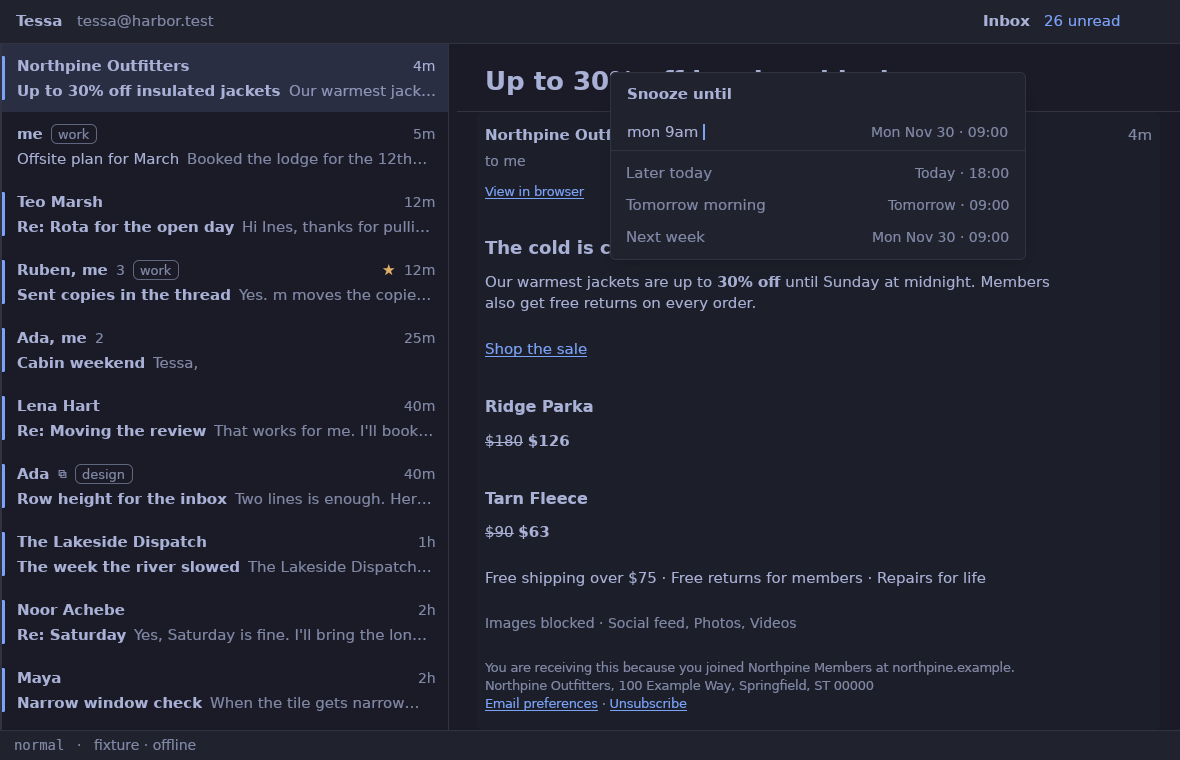 Tessa tessa@harbor.test
Inbox 26 unread
Northpine Outfitters 4m
Up to 30% off insulated jackets Our warmest jack…
me work 5m
Offsite plan for March Booked the lodge for the 12th…
Teo Marsh 12m
Re: Rota for the open day Hi Ines, thanks for pulli…
Ruben, me 3 work ★ 12m
Sent copies in the thread Yes. m moves the copie…
Ada, me 2 25m
Cabin weekend Tessa,
Lena Hart 40m
Re: Moving the review That works for me. I'll book…
Ada design 40m
Row height for the inbox Two lines is enough. Her…
The Lakeside Dispatch 1h
The week the river slowed The Lakeside Dispatch…
Noor Achebe 2h
Re: Saturday Yes, Saturday is fine. I'll bring the lon…
Maya 2h
Narrow window check When the tile gets narrow…
Up to 30%
Northpine Outf 4m
to me
View in browser
Snooze until
mon 9am Mon Nov 30 · 09:00
Later today Today · 18:00
Tomorrow morning Tomorrow · 09:00
Next week Mon Nov 30 · 09:00
The cold is c
Our warmest jackets are up to 30% off until Sunday at midnight. Members
also get free returns on every order.
Shop the sale
Ridge Parka
$180 $126
Tarn Fleece
$90 $63
Free shipping over $75 · Free returns for members · Repairs for life
Images blocked · Social feed, Photos, Videos
You are receiving this because you joined Northpine Members at northpine.example.
Northpine Outfitters, 100 Example Way, Springfield, ST 00000
Email preferences · Unsubscribe
normal · fixture · offline